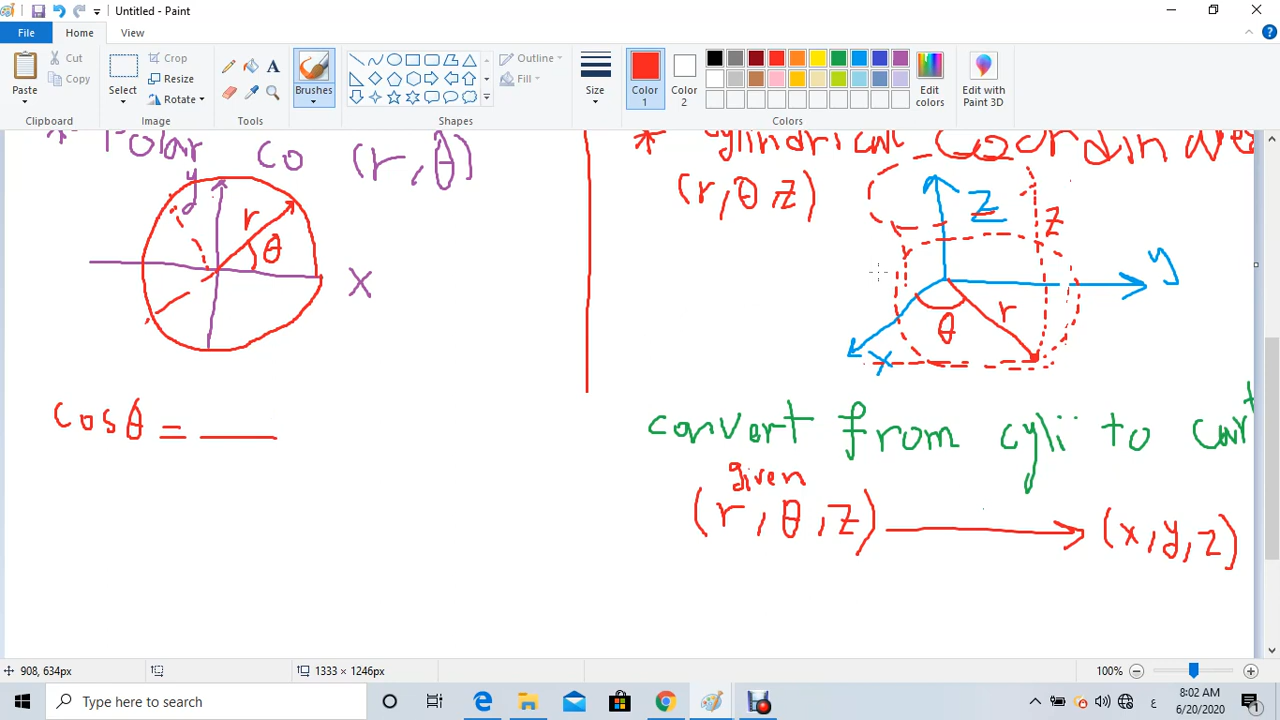 Untitled - Paint
File
Home
View
Paste
Cut
Copy
Clipboard
Select
Crop
Resize
Rotate
Image
Tools
Brushes
Shapes
Outline
Fill
Size
Color 1
Color 2
Edit colors
Edit with Paint 3D
Colors
* Polar co (r, θ)
y
r
θ
x
cosθ = ____
* Cylindrical Coordinates
(r, θ z)
Z
z
y
r
θ
x
convert from cyli to cart
given
(r, θ, z) → (x, y, z)
908, 634px
1333 × 1246px
100%
Type here to search
ع
8:02 AM
6/20/2020